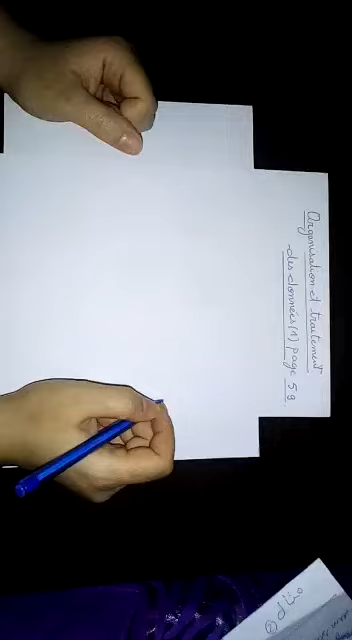 Organisation et traitement
des données (1) page 59